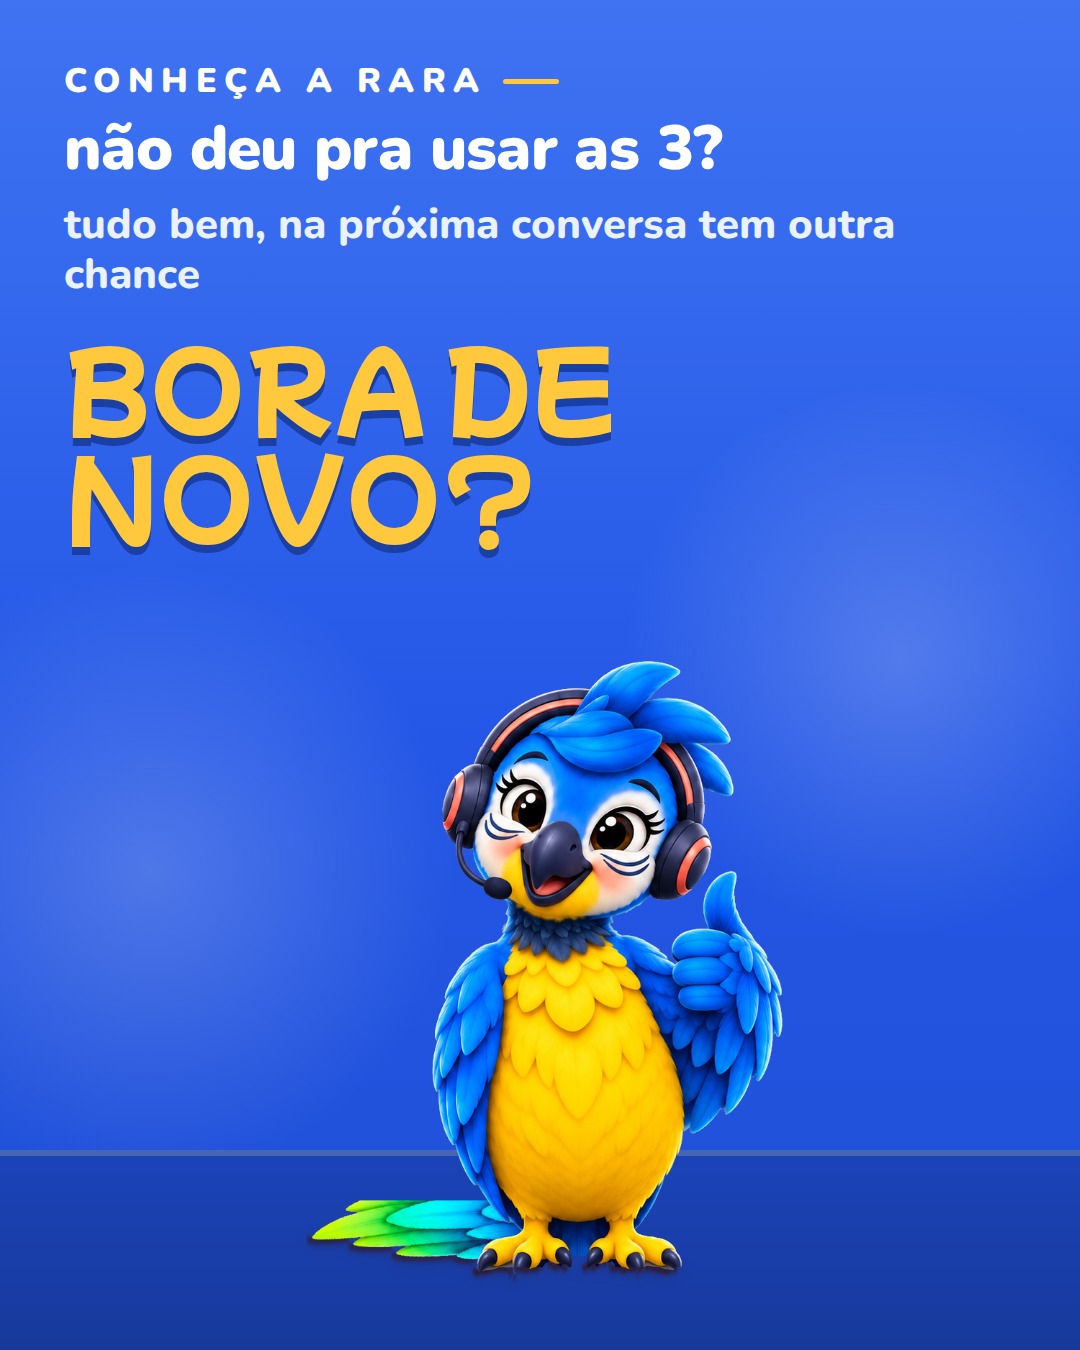 CONHEÇA A RARA
não deu pra usar as 3?
tudo bem, na próxima conversa tem outra
chance
BORA DE
NOVO?